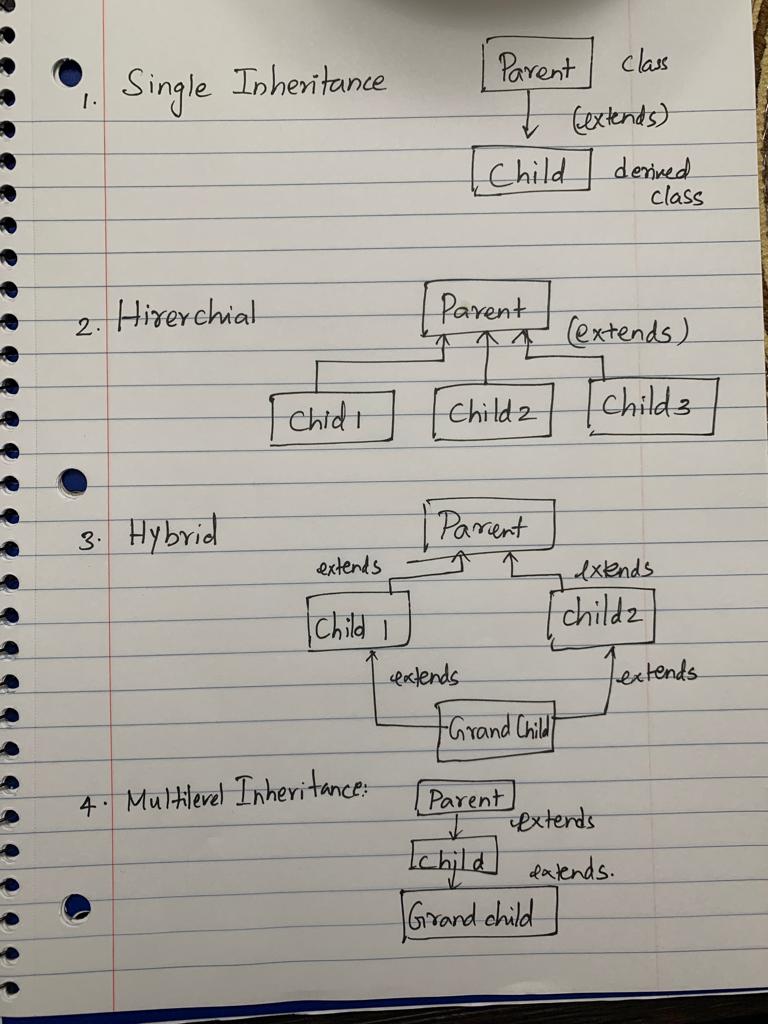 1. Single Inheritance
Parent class
(extends)
Child derived
class
2. Hirerchial
Parent
(extends)
Chid 1 Child 2 Child 3
3. Hybrid
Parient
extends extends
Child 1 child 2
extends extends
Grand Child
4. Multilevel Inheritance:
Parent
extends
child
extends.
Grand child